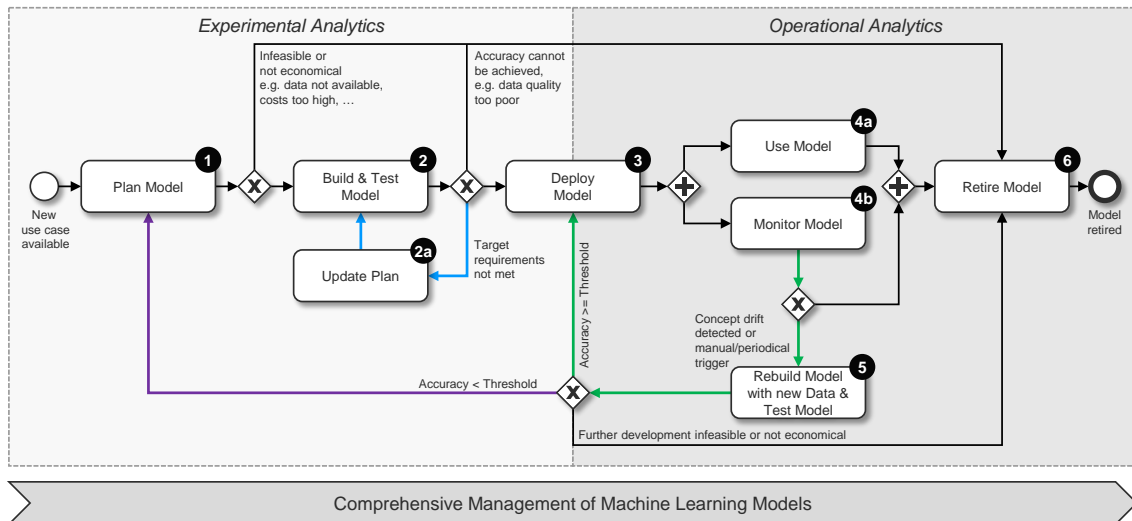 Experimental Analytics
Operational Analytics
Infeasible or
not economical
e.g. data not available,
costs too high, …
Accuracy cannot
be achieved,
e.g. data quality
too poor
New
use case
available
1
Plan Model
X
2
Build & Test
Model
X
2a
Update Plan
Target
requirements
not met
3
Deploy
Model
4a
Use Model
4b
Monitor Model
X
6
Retire Model
Model
retired
Accuracy >= Threshold
Concept drift
detected or
manual/periodical
trigger
5
Rebuild Model
with new Data &
Test Model
X
Accuracy < Threshold
Further development infeasible or not economical
Comprehensive Management of Machine Learning Models